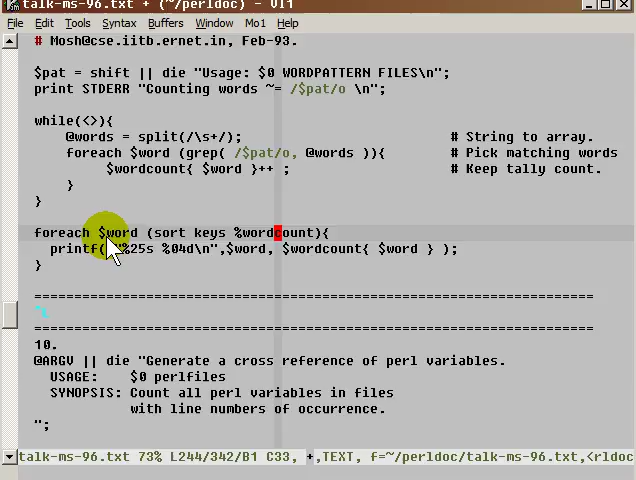 talk-ms-96.txt + (~/perldoc) - VI1
File Edit Tools Syntax Buffers Window Mo1 Help
# Mosh@cse.iitb.ernet.in, Feb-93.
$pat = shift || die "Usage: $0 WORDPATTERN FILES\n";
print STDERR "Counting words ~= /$pat/o \n";
while(<>){
@words = split(/\s+/); # String to array.
foreach $word (grep( /$pat/o, @words )){ # Pick matching words
$wordcount{ $word }++ ; # Keep tally count.
}
}
foreach $word (sort keys %wordcount){
printf( "%25s %04d\n",$word, $wordcount{ $word } );
}
======================================================================
^L
======================================================================
10.
@ARGV || die "Generate a cross reference of perl variables.
USAGE: $0 perlfiles
SYNOPSIS: Count all perl variables in files
with line numbers of occurrence.
";
talk-ms-96.txt 73% L244/342/B1 C33, +,TEXT, f=~/perldoc/talk-ms-96.txt,<rldoc